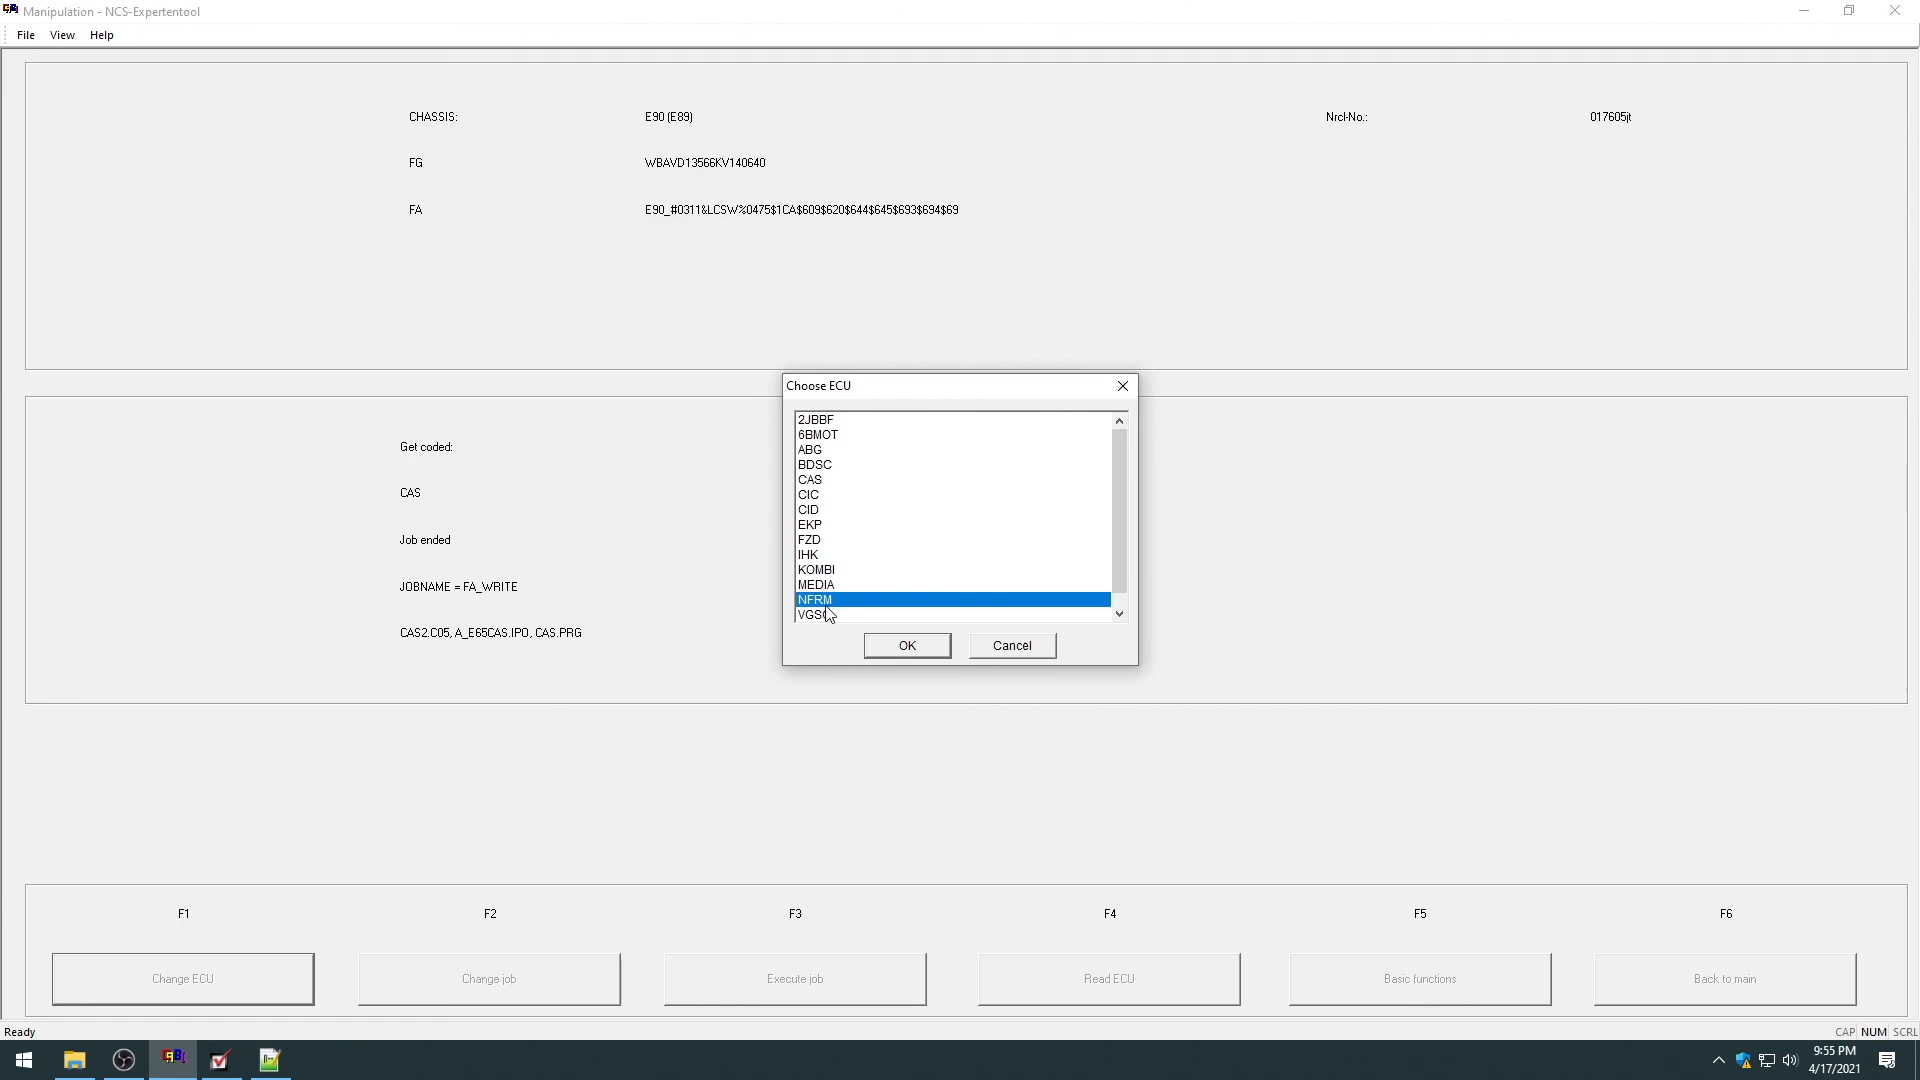 Manipulation - NCS-Expertentool
File View Help
CHASSIS: E90 (E89) Nrcl-No.: 017605jt
FG WBAVD13566KV140640
FA E90_#0311&LCSW%0475$1CA$609$620$644$645$693$694$69
Get coded:
CAS
Job ended
JOBNAME = FA_WRITE
CAS2.C05, A_E65CAS.IPO, CAS.PRG
Choose ECU
2JBBF
6BMOT
ABG
BDSC
CAS
CIC
CID
EKP
FZD
IHK
KOMBI
MEDIA
NFRM
OK Cancel
F1 F2 F3 F4 F5 F6
Change ECU Change job Execute job Read ECU Basic functions Back to main
Ready CAP NUM SCRL
9:55 PM
4/17/2021